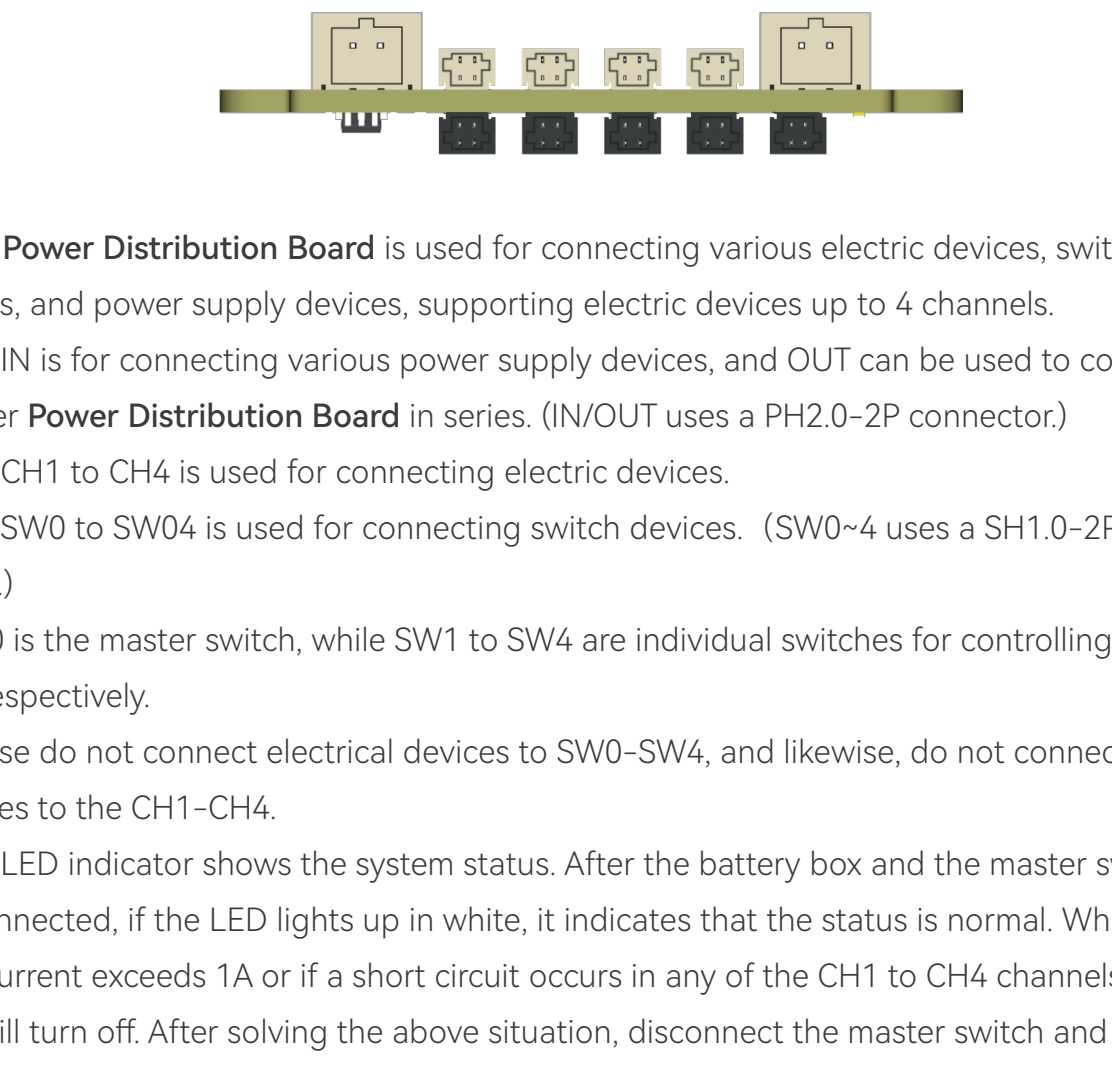 Power Distribution Board is used for connecting various electric devices, swit
s, and power supply devices, supporting electric devices up to 4 channels.
IN is for connecting various power supply devices, and OUT can be used to co
er Power Distribution Board in series. (IN/OUT uses a PH2.0-2P connector.)
CH1 to CH4 is used for connecting electric devices.
SW0 to SW04 is used for connecting switch devices.（SW0~4 uses a SH1.0-2P
.)
0 is the master switch, while SW1 to SW4 are individual switches for controlling
espectively.
se do not connect electrical devices to SW0-SW4, and likewise, do not connec
es to the CH1-CH4.
LED indicator shows the system status. After the battery box and the master sw
nnected, if the LED lights up in white, it indicates that the status is normal. Wh
urrent exceeds 1A or if a short circuit occurs in any of the CH1 to CH4 channels
ill turn off. After solving the above situation, disconnect the master switch and